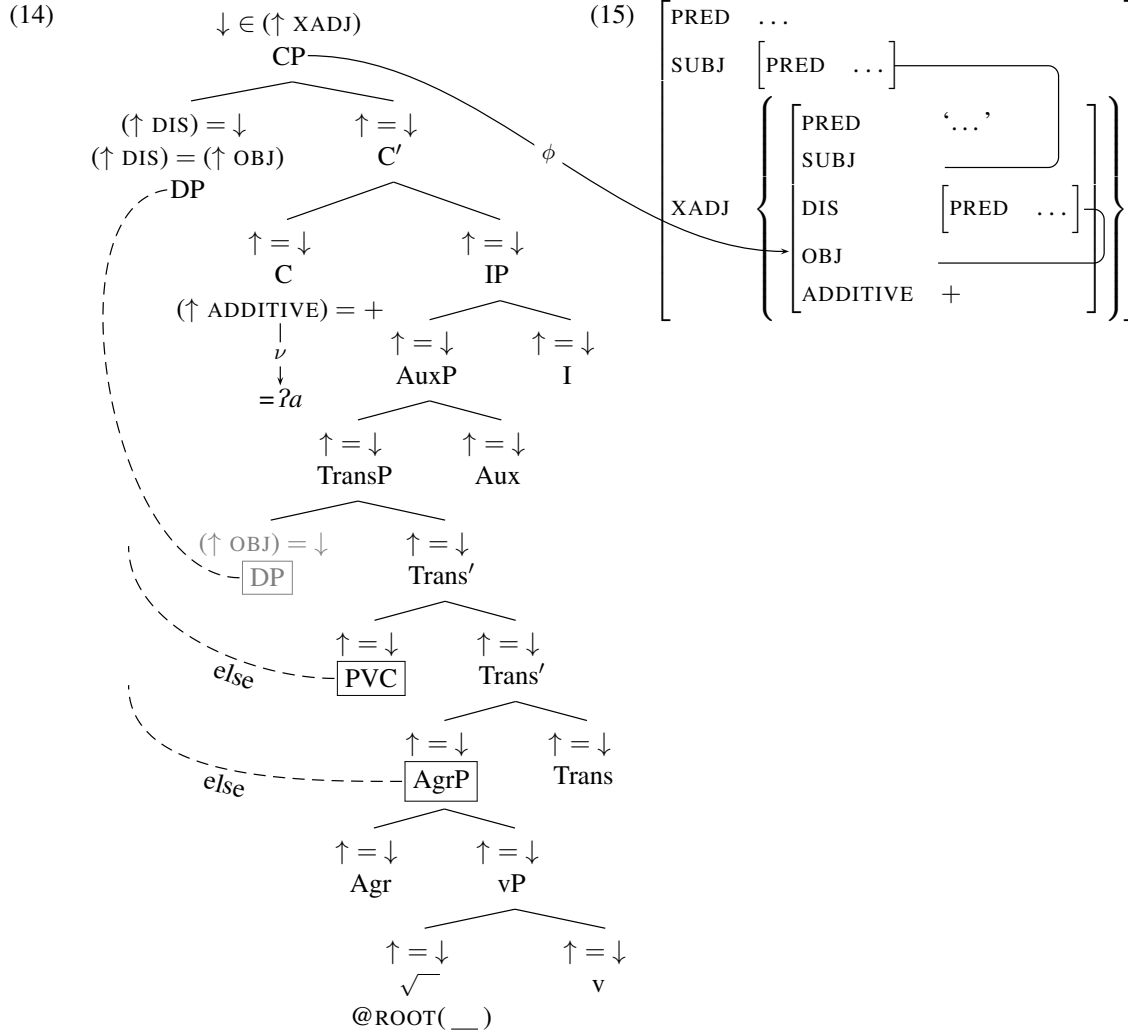 (14)
↓ ∈ (↑ XADJ)
CP
(↑ DIS) = ↓ ↑ = ↓
(↑ DIS) = (↑ OBJ) C′
DP
ϕ
↑ = ↓ ↑ = ↓
C IP
(↑ ADDITIVE) = +
ν
=ʔa
↑ = ↓ ↑ = ↓
AuxP I
↑ = ↓ ↑ = ↓
TransP Aux
(↑ OBJ) = ↓ ↑ = ↓
DP Trans′
↑ = ↓ ↑ = ↓
else PVC Trans′
↑ = ↓ ↑ = ↓
else AgrP Trans
↑ = ↓ ↑ = ↓
Agr vP
↑ = ↓ ↑ = ↓
√ v
@ROOT( __ )
(15)
[PRED ...
SUBJ [PRED ...]
XADJ { [PRED ‘...’
SUBJ
DIS [PRED ...]
OBJ
ADDITIVE +] } ]